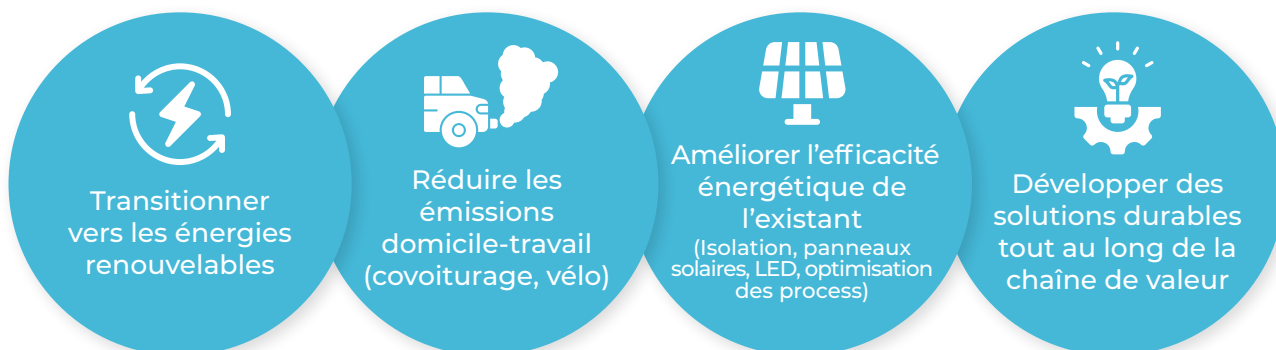 Transitionner
vers les énergies
renouvelables
Réduire les
émissions
domicile-travail
(covoiturage, vélo)
Améliorer l'efficacité
énergétique de
l'existant
(Isolation, panneaux
solaires, LED, optimisation
des process)
Développer des
solutions durables
tout au long de la
chaîne de valeur